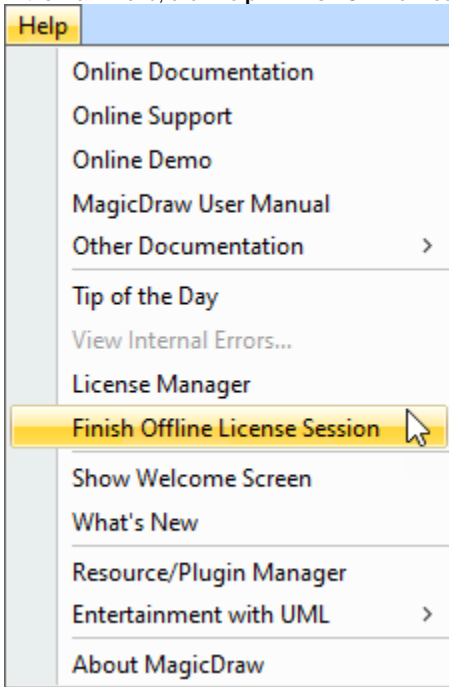 Help
Online Documentation
Online Support
Online Demo
MagicDraw User Manual
Other Documentation
Tip of the Day
View Internal Errors...
License Manager
Finish Offline License Session
Show Welcome Screen
What's New
Resource/Plugin Manager
Entertainment with UML
About MagicDraw